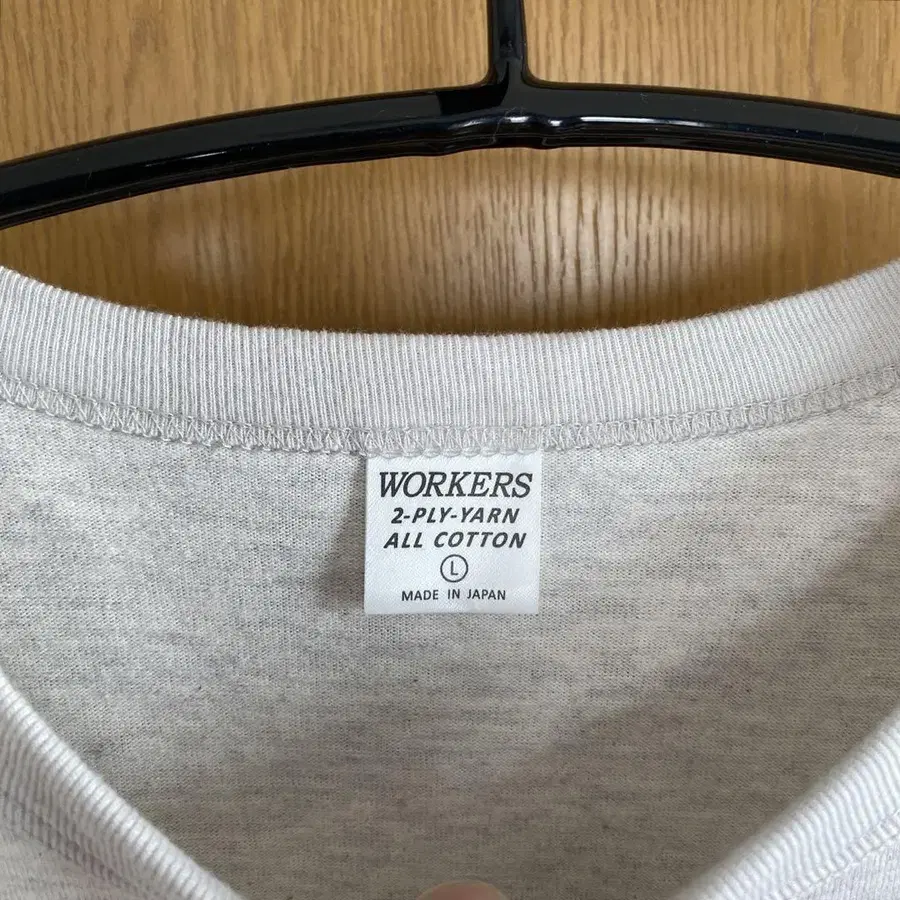 WORKERS
2-PLY-YARN
ALL COTTON
L
MADE IN JAPAN